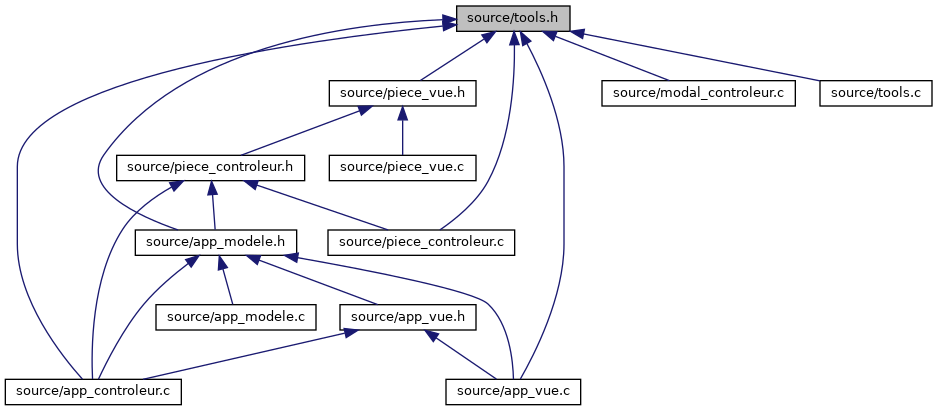 source/tools.h
source/piece_vue.h
source/modal_controleur.c
source/tools.c
source/piece_controleur.h
source/piece_vue.c
source/app_modele.h
source/piece_controleur.c
source/app_modele.c
source/app_vue.h
source/app_controleur.c
source/app_vue.c